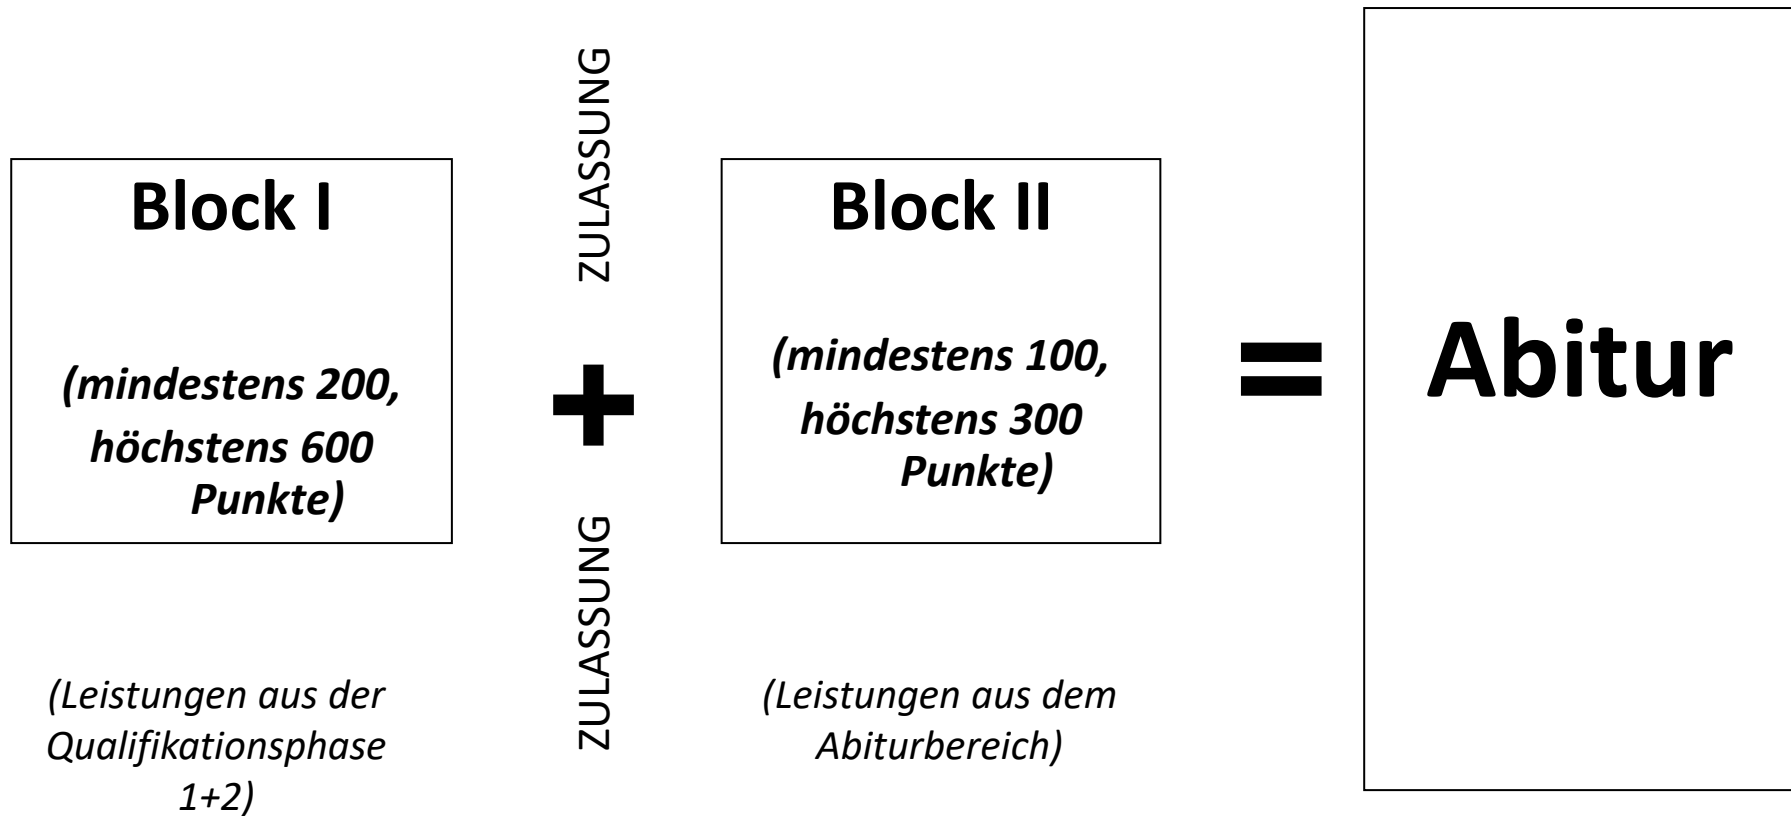 Block I
(mindestens 200,
höchstens 600
Punkte)
(Leistungen aus der
Qualifikationsphase
1+2)
ZULASSUNG
+
ZULASSUNG
Block II
(mindestens 100,
höchstens 300
Punkte)
(Leistungen aus dem
Abiturbereich)
=
Abitur